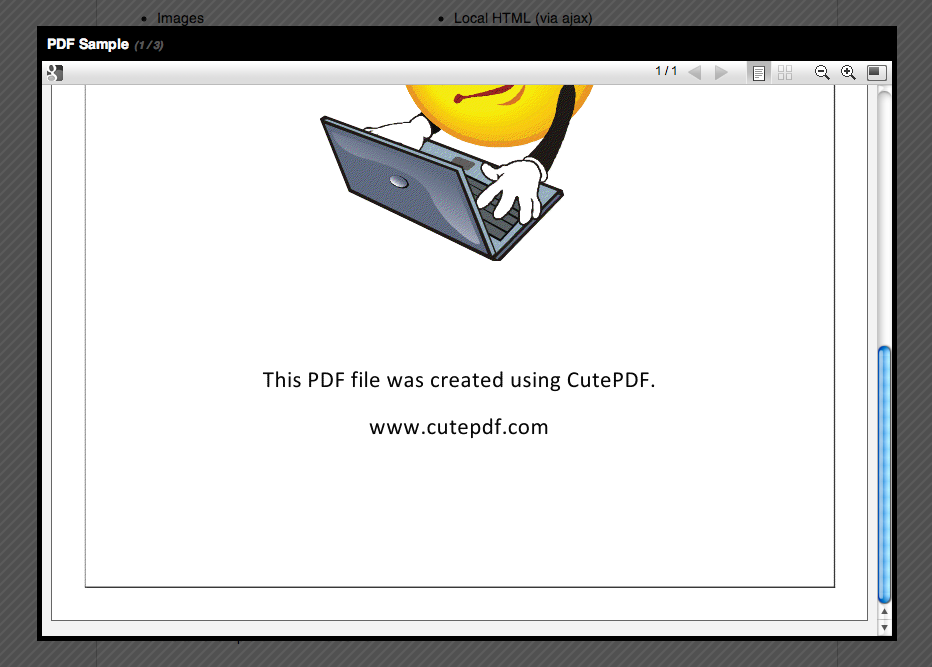 Images
Local HTML (via ajax)
PDF Sample (1/3)
1 / 1
This PDF file was created using CutePDF.
www.cutepdf.com